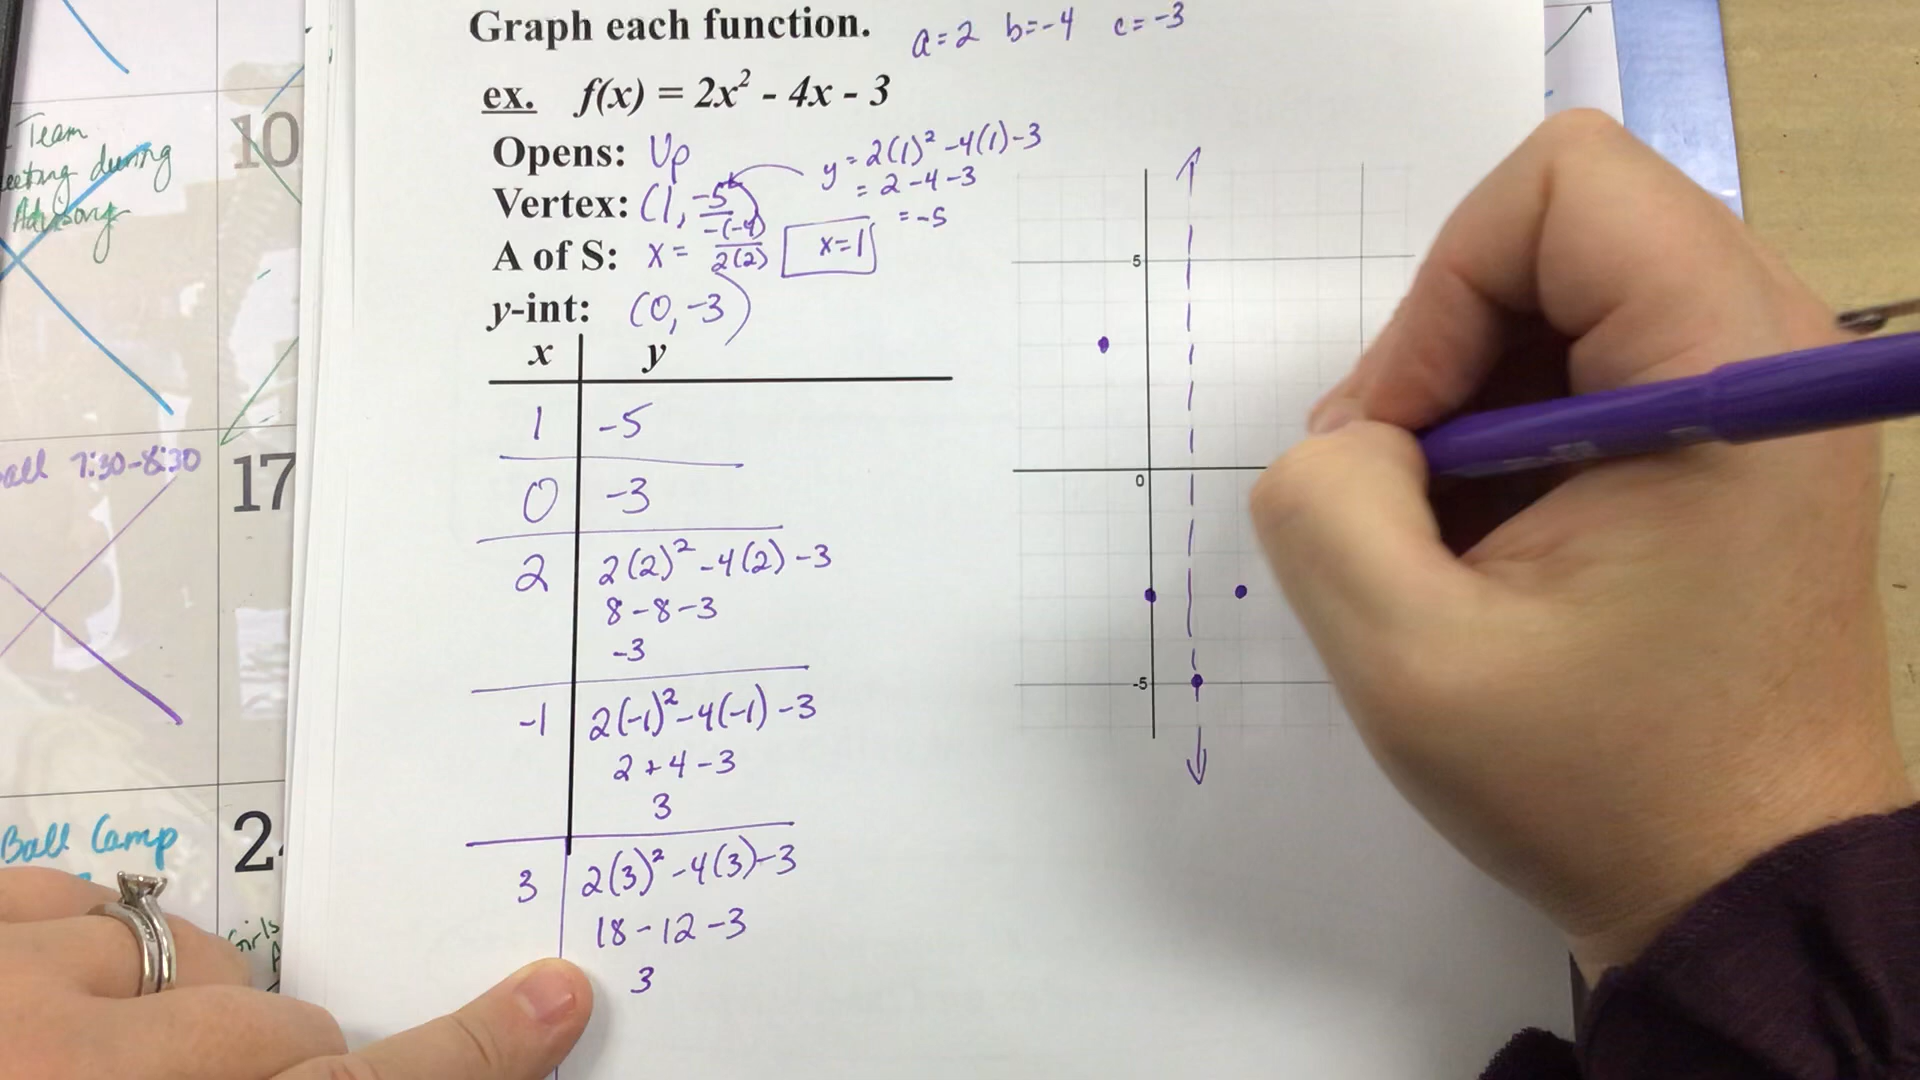 Graph each function. a=2 b=-4 c=-3
ex. f(x) = 2x² - 4x - 3
Opens: Up
y=2(1)²-4(1)-3
= 2-4-3
= -5
Vertex: (1, -5)
A of S: x = -(-4)/2(2) x=1
y-int: (0, -3)
x y
1 -5
0 -3
2 2(2)²-4(2)-3
8-8-3
-3
-1 2(-1)²-4(-1)-3
2+4-3
3
3 2(3)²-4(3)-3
18-12-3
3
5
0
-5
Team
during
10
7:30-8:30
17
Ball Camp
2